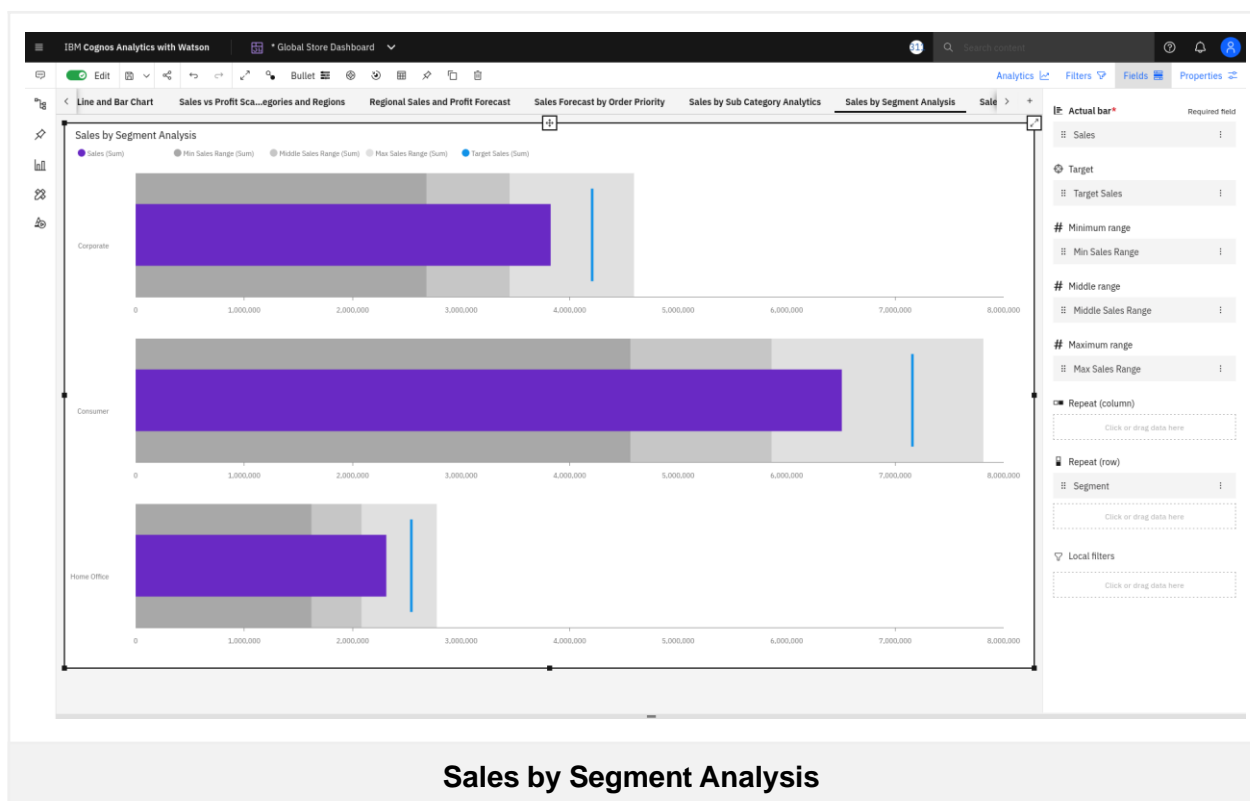 IBM Cognos Analytics with Watson * Global Store Dashboard 31 Search content
Edit Bullet Analytics Filters Fields Properties
Line and Bar Chart Sales vs Profit Sca...egories and Regions Regional Sales and Profit Forecast Sales Forecast by Order Priority Sales by Sub Category Analytics Sales by Segment Analysis Sale
Sales by Segment Analysis
Sales (Sum) Min Sales Range (Sum) Middle Sales Range (Sum) Max Sales Range (Sum) Target Sales (Sum)
Corporate
0 1,000,000 2,000,000 3,000,000 4,000,000 5,000,000 6,000,000 7,000,000 8,000,000
Consumer
0 1,000,000 2,000,000 3,000,000 4,000,000 5,000,000 6,000,000 7,000,000 8,000,000
Home Office
0 1,000,000 2,000,000 3,000,000 4,000,000 5,000,000 6,000,000 7,000,000 8,000,000
Actual bar* Required field
Sales
Target
Target Sales
# Minimum range
Min Sales Range
# Middle range
Middle Sales Range
# Maximum range
Max Sales Range
Repeat (column)
Click or drag data here
Repeat (row)
Segment
Click or drag data here
Local filters
Click or drag data here
Sales by Segment Analysis